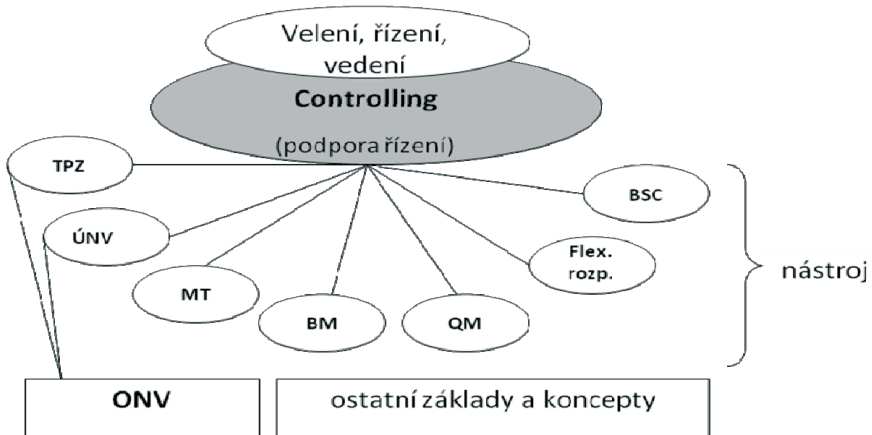 Velení, řízení,
vedení
Controlling
(podpora řízení)
TPZ
BSC
ÚNV
Flex.
rozp.
nástroj
MT
BM
QM
ONV
ostatní základy a koncepty